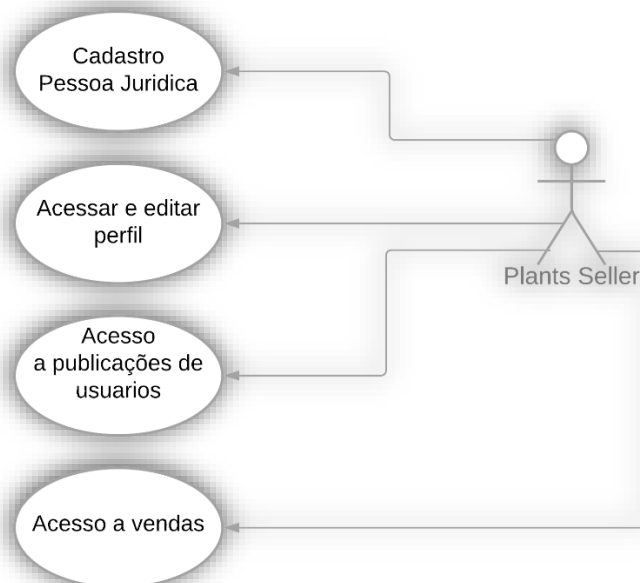 Cadastro
Pessoa Juridica
Acessar e editar
perfil
Plants Seller
Acesso
a publicações de
usuarios
Acesso a vendas